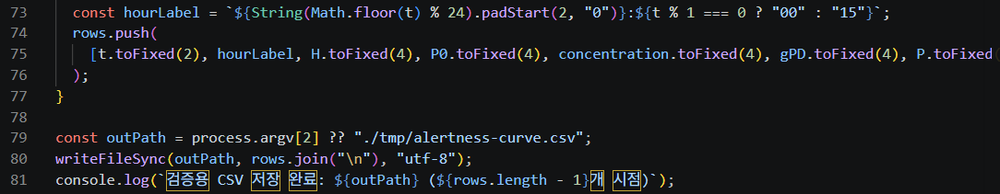 73 const hourLabel = `${String(Math.floor(t) % 24).padStart(2, "0")}:${t % 1 === 0 ? "00" : "15"}`;
74 rows.push(
75 [t.toFixed(2), hourLabel, H.toFixed(4), P0.toFixed(4), concentration.toFixed(4), gPD.toFixed(4), P.toFixed
76 );
77 }
78
79 const outPath = process.argv[2] ?? "./tmp/alertness-curve.csv";
80 writeFileSync(outPath, rows.join("\n"), "utf-8");
81 console.log(`검증용 CSV 저장 완료: ${outPath} (${rows.length - 1}개 시점)`);